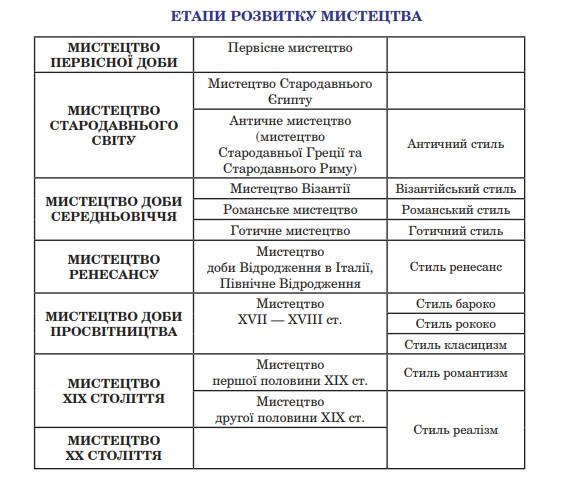 ЕТАПИ РОЗВИТКУ МИСТЕЦТВА
МИСТЕЦТВО
ПЕРВІСНОЇ ДОБИ
Первісне мистецтво
МИСТЕЦТВО
СТАРОДАВНЬОГО
СВІТУ
Мистецтво Стародавнього
Єгипту
Античне мистецтво
(мистецтво
Стародавньої Греції та
Стародавнього Риму)
Античний стиль
МИСТЕЦТВО ДОБИ
СЕРЕДНЬОВІЧЧЯ
Мистецтво Візантії
Візантійський стиль
Романське мистецтво
Романський стиль
Готичне мистецтво
Готичний стиль
МИСТЕЦТВО
РЕНЕСАНСУ
Мистецтво
доби Відродження в Італії,
Північне Відродження
Стиль ренесанс
МИСТЕЦТВО ДОБИ
ПРОСВІТНИЦТВА
Мистецтво
XVII — XVIII ст.
Стиль бароко
Стиль рококо
Стиль класицизм
МИСТЕЦТВО
XIX СТОЛІТТЯ
Мистецтво
першої половини XIX ст.
Стиль романтизм
Мистецтво
другої половини XIX ст.
Стиль реалізм
МИСТЕЦТВО
XX СТОЛІТТЯ